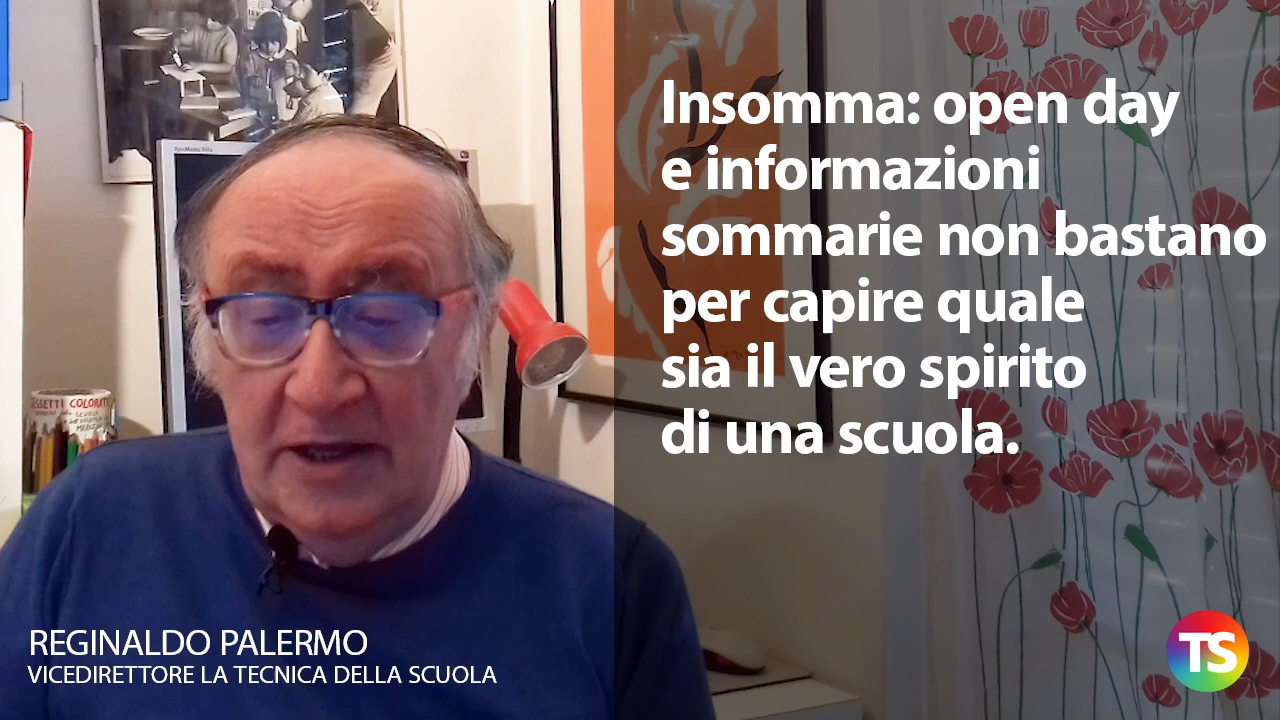 Insomma: open day
e informazioni
sommarie non bastano
per capire quale
sia il vero spirito
di una scuola.
COLORATI
REGINALDO PALERMO
VICEDIRETTORE LA TECNICA DELLA SCUOLA
TS